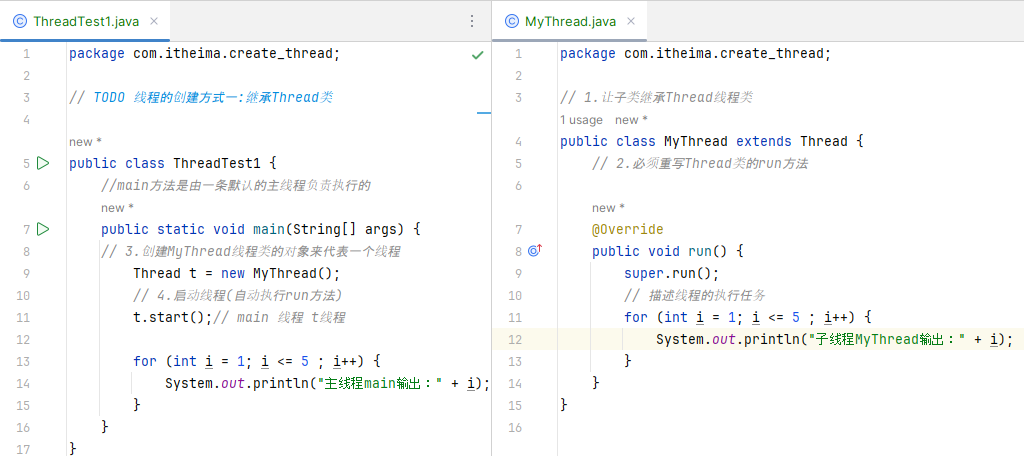 ThreadTest1.java
1 package com.itheima.create_thread;
2
3 // TODO 线程的创建方式一:继承Thread类
4
new *
5 public class ThreadTest1 {
6 //main方法是由一条默认的主线程负责执行的
new *
7 public static void main(String[] args) {
8 // 3.创建MyThread线程类的对象来代表一个线程
9 Thread t = new MyThread();
10 // 4.启动线程(自动执行run方法)
11 t.start();// main 线程 t线程
12
13 for (int i = 1; i <= 5 ; i++) {
14 System.out.println("主线程main输出：" + i);
15 }
16 }
17 }
MyThread.java
1 package com.itheima.create_thread;
2
3 // 1.让子类继承Thread线程类
1 usage new *
4 public class MyThread extends Thread {
5 // 2.必须重写Thread类的run方法
6
new *
7 @Override
8 public void run() {
9 super.run();
10 // 描述线程的执行任务
11 for (int i = 1; i <= 5 ; i++) {
12 System.out.println("子线程MyThread输出：" + i);
13 }
14 }
15 }
16